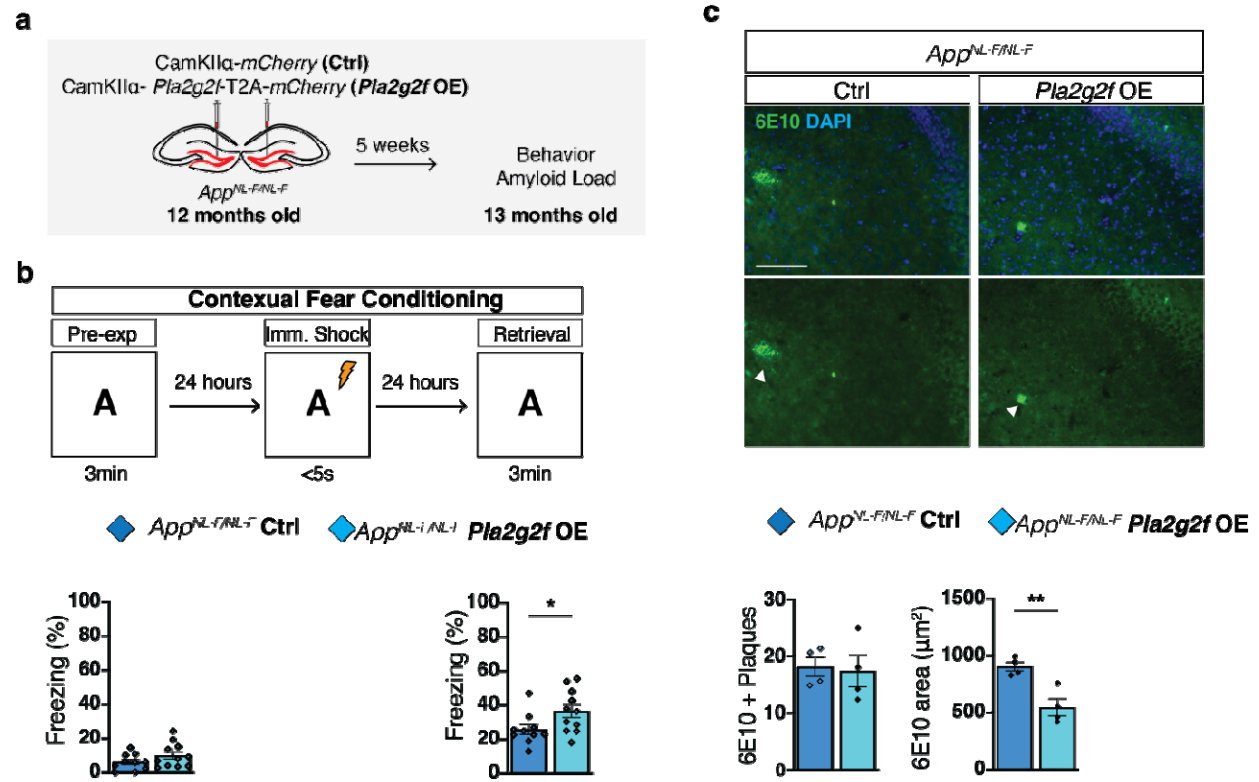 a
CamKIIα-mCherry (Ctrl)
CamKIIα- Pla2g2f-T2A-mCherry (Pla2g2f OE)
5 weeks
Behavior
Amyloid Load
App^NL-F/NL-F
12 months old
13 months old
b
Contexual Fear Conditioning
Pre-exp
Imm. Shock
Retrieval
A
24 hours
A
24 hours
A
3min
<5s
3min
App^NL-F/NL-F Ctrl
Pla2g2f OE
Freezing (%)
100
80
60
40
20
0
Freezing (%)
100
80
60
40
20
0
*
c
App^NL-F/NL-F
Ctrl
Pla2g2f OE
6E10 DAPI
App^NL-F/NL-F Ctrl
App^NL-F/NL-F Pla2g2f OE
6E10 + Plaques
30
20
10
0
6E10 area (µm²)
1500
1000
500
0
**